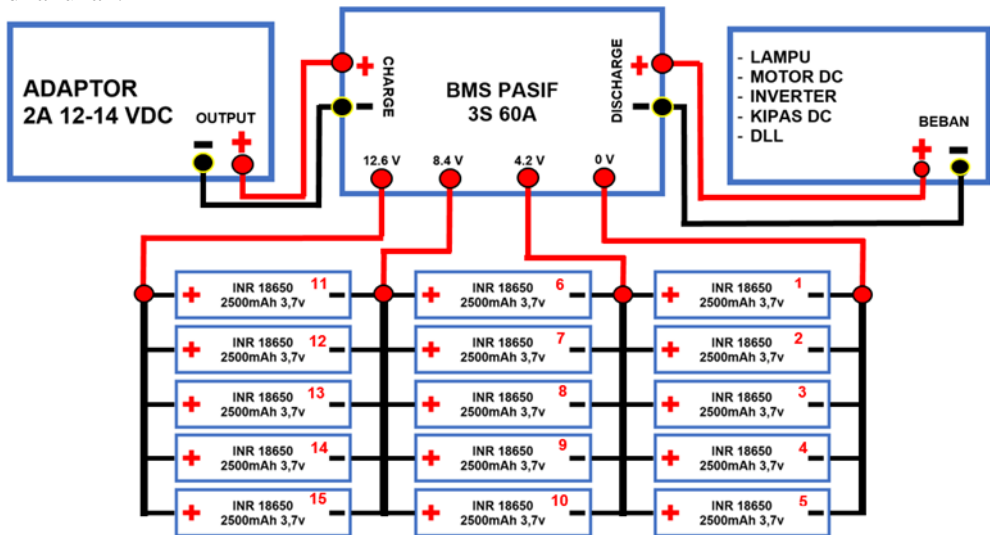 ADAPTOR
2A 12-14 VDC
OUTPUT
-
+
+
CHARGE
-
BMS PASIF
3S 60A
DISCHARGE
+
-
12.6 V
8.4 V
4.2 V
0 V
- LAMPU
- MOTOR DC
- INVERTER
- KIPAS DC
- DLL
BEBAN
+
-
+ INR 18650 11 -
2500mAh 3,7v
+ INR 18650 6 -
2500mAh 3,7v
+ INR 18650 1 -
2500mAh 3,7v
+ INR 18650 12 -
2500mAh 3,7v
+ INR 18650 7 -
2500mAh 3,7v
+ INR 18650 2 -
2500mAh 3,7v
+ INR 18650 13 -
2500mAh 3,7v
+ INR 18650 8 -
2500mAh 3,7v
+ INR 18650 3 -
2500mAh 3,7v
+ INR 18650 14 -
2500mAh 3,7v
+ INR 18650 9 -
2500mAh 3,7v
+ INR 18650 4 -
2500mAh 3,7v
+ INR 18650 15 -
2500mAh 3,7v
+ INR 18650 10 -
2500mAh 3,7v
+ INR 18650 5 -
2500mAh 3,7v